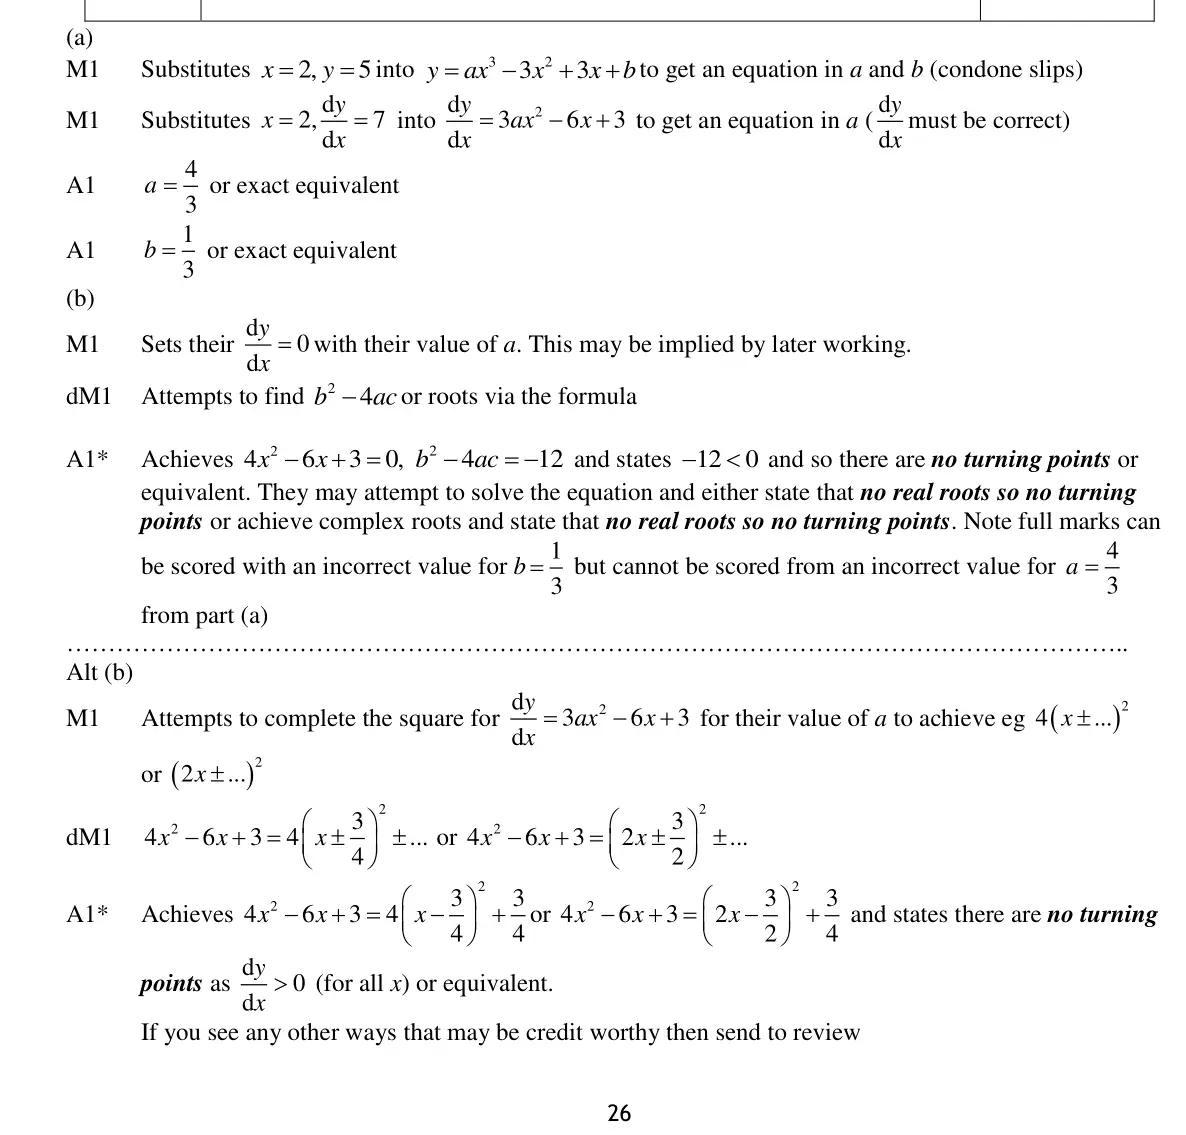 (a)
M1 Substitutes x = 2, y = 5 into y = ax³ − 3x² + 3x + b to get an equation in a and b (condone slips)
M1 Substitutes x = 2, dy/dx = 7 into dy/dx = 3ax² − 6x + 3 to get an equation in a (dy/dx must be correct)
A1 a = 4/3 or exact equivalent
A1 b = 1/3 or exact equivalent
(b)
M1 Sets their dy/dx = 0 with their value of a. This may be implied by later working.
dM1 Attempts to find b² − 4ac or roots via the formula
A1* Achieves 4x² − 6x + 3 = 0, b² − 4ac = −12 and states −12 < 0 and so there are no turning points or
equivalent. They may attempt to solve the equation and either state that no real roots so no turning
points or achieve complex roots and state that no real roots so no turning points. Note full marks can
be scored with an incorrect value for b = 1/3 but cannot be scored from an incorrect value for a = 4/3
from part (a)
………………………………………………………………………………………………………………..
Alt (b)
M1 Attempts to complete the square for dy/dx = 3ax² − 6x + 3 for their value of a to achieve eg 4(x ± ...)²
or (2x ± ...)²
dM1 4x² − 6x + 3 = 4(x ± 3/4)² ± ... or 4x² − 6x + 3 = (2x ± 3/2)² ± ...
A1* Achieves 4x² − 6x + 3 = 4(x − 3/4)² + 3/4 or 4x² − 6x + 3 = (2x − 3/2)² + 3/4 and states there are no turning
points as dy/dx > 0 (for all x) or equivalent.
If you see any other ways that may be credit worthy then send to review
26